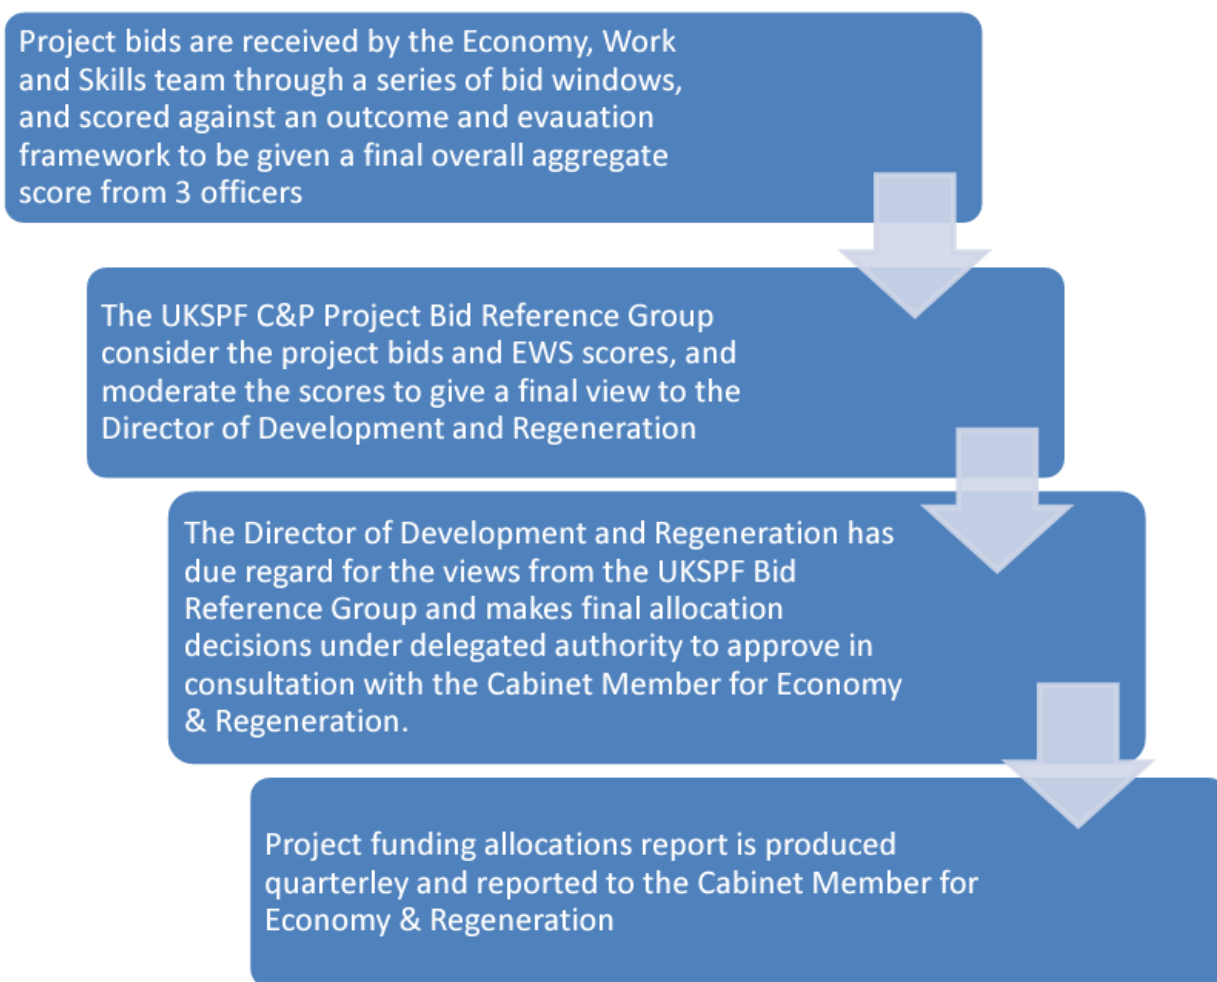 Project bids are received by the Economy, Work
and Skills team through a series of bid windows,
and scored against an outcome and evauation
framework to be given a final overall aggregate
score from 3 officers
The UKSPF C&P Project Bid Reference Group
consider the project bids and EWS scores, and
moderate the scores to give a final view to the
Director of Development and Regeneration
The Director of Development and Regeneration has
due regard for the views from the UKSPF Bid
Reference Group and makes final allocation
decisions under delegated authority to approve in
consultation with the Cabinet Member for Economy
& Regeneration.
Project funding allocations report is produced
quarterley and reported to the Cabinet Member for
Economy & Regeneration